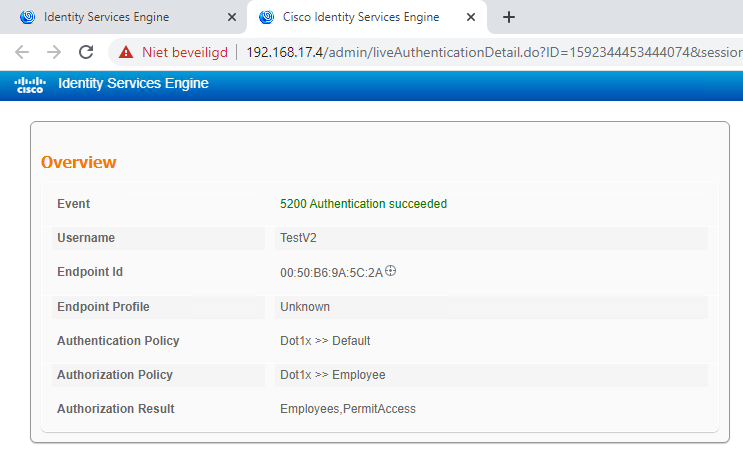 Identity Services Engine
Cisco Identity Services Engine
Niet beveiligd
192.168.17.4/admin/liveAuthenticationDetail.do?ID=1592344453444074&session
CISCO Identity Services Engine
Overview
Event 5200 Authentication succeeded
Username TestV2
Endpoint Id 00:50:B6:9A:5C:2A
Endpoint Profile Unknown
Authentication Policy Dot1x >> Default
Authorization Policy Dot1x >> Employee
Authorization Result Employees,PermitAccess